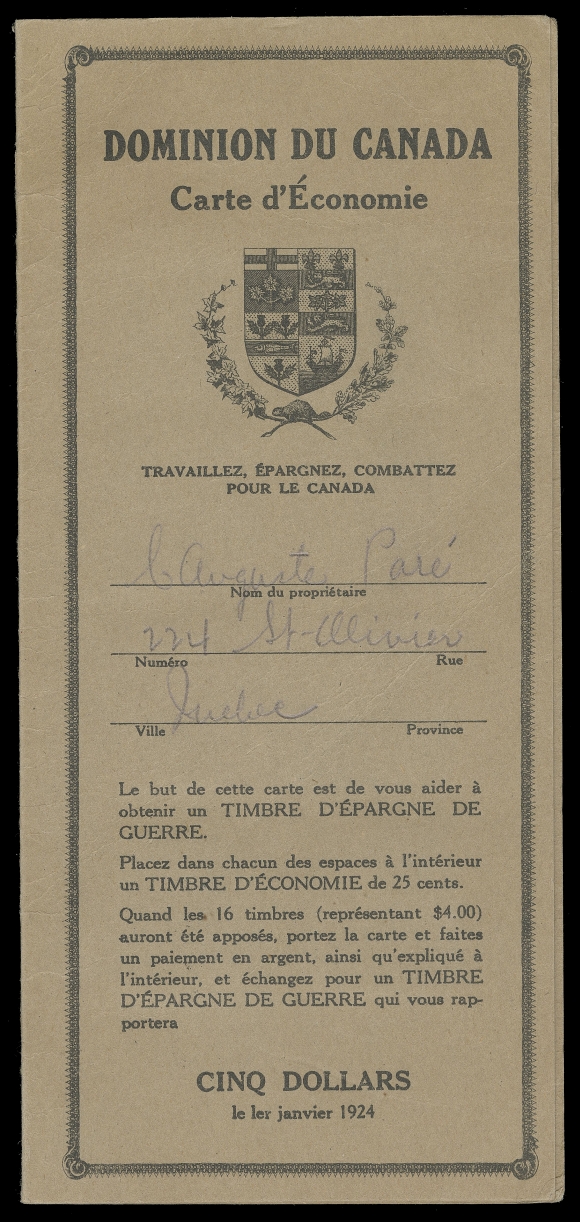 DOMINION DU CANADA
Carte d'Économie
TRAVAILLEZ, ÉPARGNEZ, COMBATTEZ
POUR LE CANADA
Auguste Paré
Nom du propriétaire
224 St-Olivier
Numéro Rue
Quebec
Ville Province
Le but de cette carte est de vous aider à
obtenir un TIMBRE D'ÉPARGNE DE
GUERRE.
Placez dans chacun des espaces à l'intérieur
un TIMBRE D'ÉCONOMIE de 25 cents.
Quand les 16 timbres (représentant $4.00)
auront été apposés, portez la carte et faites
un paiement en argent, ainsi qu'expliqué à
l'intérieur, et échangez pour un TIMBRE
D'ÉPARGNE DE GUERRE qui vous rap-
portera
CINQ DOLLARS
le 1er janvier 1924